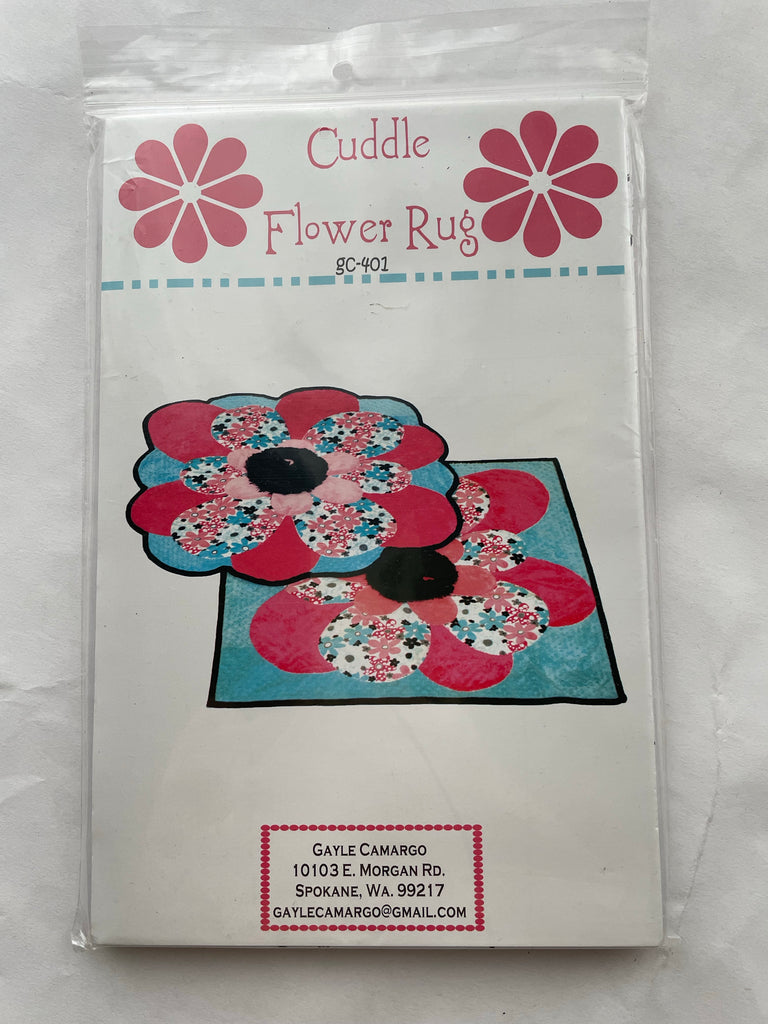 Cuddle
Flower Rug
gc-401
Gayle Camargo
10103 E. Morgan Rd.
Spokane, Wa. 99217
gaylecamargo@gmail.com